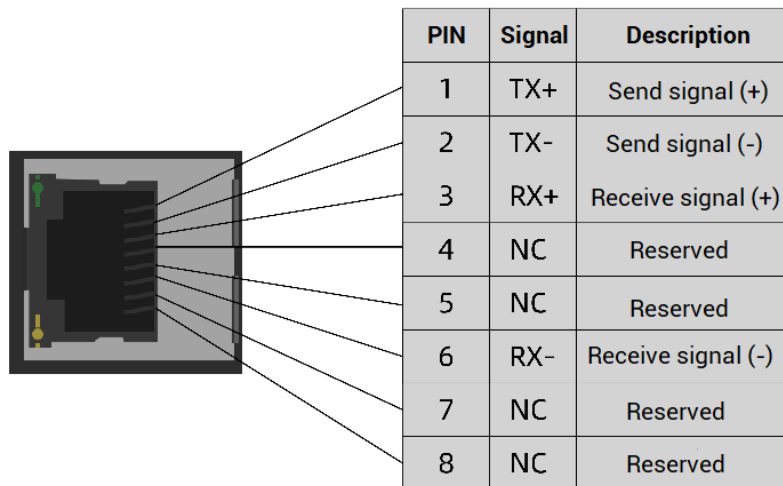 PIN Signal Description
1 TX+ Send signal (+)
2 TX- Send signal (-)
3 RX+ Receive signal (+)
4 NC Reserved
5 NC Reserved
6 RX- Receive signal (-)
7 NC Reserved
8 NC Reserved